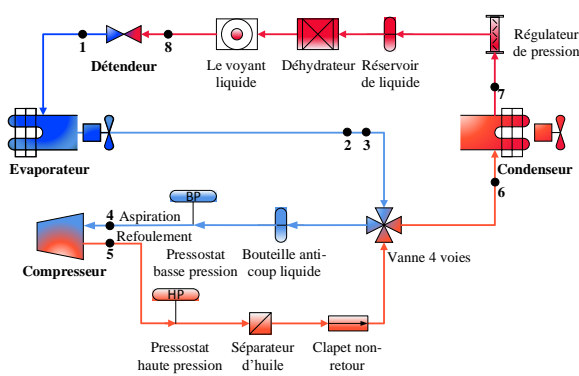 1
8
Détendeur
Le voyant
liquide
Déhydrateur
Réservoir
de liquide
Régulateur
de pression
7
Evaporateur
2
3
Condenseur
6
BP
4
Aspiration
Refoulement
5
Compresseur
Pressostat
basse pression
Bouteille anti-
coup liquide
Vanne 4 voies
HP
Pressostat
haute pression
Séparateur
d’huile
Clapet non-
retour